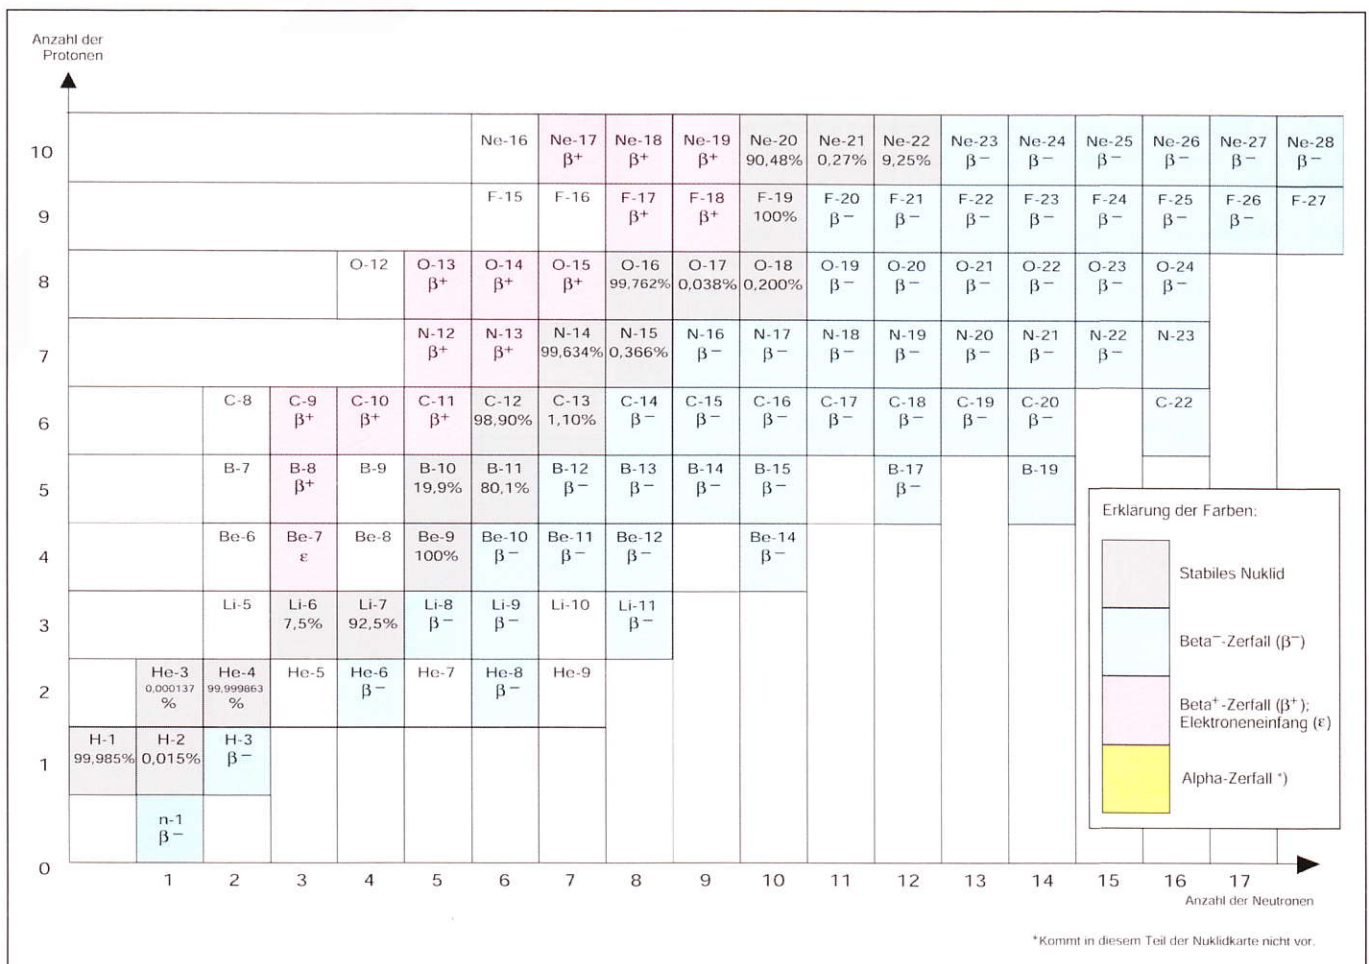 Anzahl der
Protonen
10
Ne-16 Ne-17 Ne-18 Ne-19 Ne-20 Ne-21 Ne-22 Ne-23 Ne-24 Ne-25 Ne-26 Ne-27 Ne-28
β+ β+ β+ 90,48% 0,27% 9,25% β− β− β− β− β− β−
9
F-15 F-16 F-17 F-18 F-19 F-20 F-21 F-22 F-23 F-24 F-25 F-26 F-27
β+ β+ 100% β− β− β− β− β− β− β−
8
O-12 O-13 O-14 O-15 O-16 O-17 O-18 O-19 O-20 O-21 O-22 O-23 O-24
β+ β+ β+ 99,762% 0,038% 0,200% β− β− β− β− β− β−
7
N-12 N-13 N-14 N-15 N-16 N-17 N-18 N-19 N-20 N-21 N-22 N-23
β+ β+ 99,634% 0,366% β− β− β− β− β− β− β−
6
C-8 C-9 C-10 C-11 C-12 C-13 C-14 C-15 C-16 C-17 C-18 C-19 C-20 C-22
β+ β+ β+ 98,90% 1,10% β− β− β− β− β− β− β−
5
B-7 B-8 B-9 B-10 B-11 B-12 B-13 B-14 B-15 B-17 B-19
β+ 19,9% 80,1% β− β− β− β− β−
4
Be-6 Be-7 Be-8 Be-9 Be-10 Be-11 Be-12 Be-14
ε 100% β− β− β− β−
3
Li-5 Li-6 Li-7 Li-8 Li-9 Li-10 Li-11
7,5% 92,5% β− β− β−
2
He-3 He-4 He-5 He-6 He-7 He-8 He-9
0,000137 99,999863 β− β−
% %
1
H-1 H-2 H-3
99,985% 0,015% β−
n-1
β−
0
1 2 3 4 5 6 7 8 9 10 11 12 13 14 15 16 17
Anzahl der Neutronen
Erklärung der Farben:
Stabiles Nuklid
Beta−-Zerfall (β−)
Beta+-Zerfall (β+);
Elektroneneinfang (ε)
Alpha-Zerfall *)
*Kommt in diesem Teil der Nuklidkarte nicht vor.